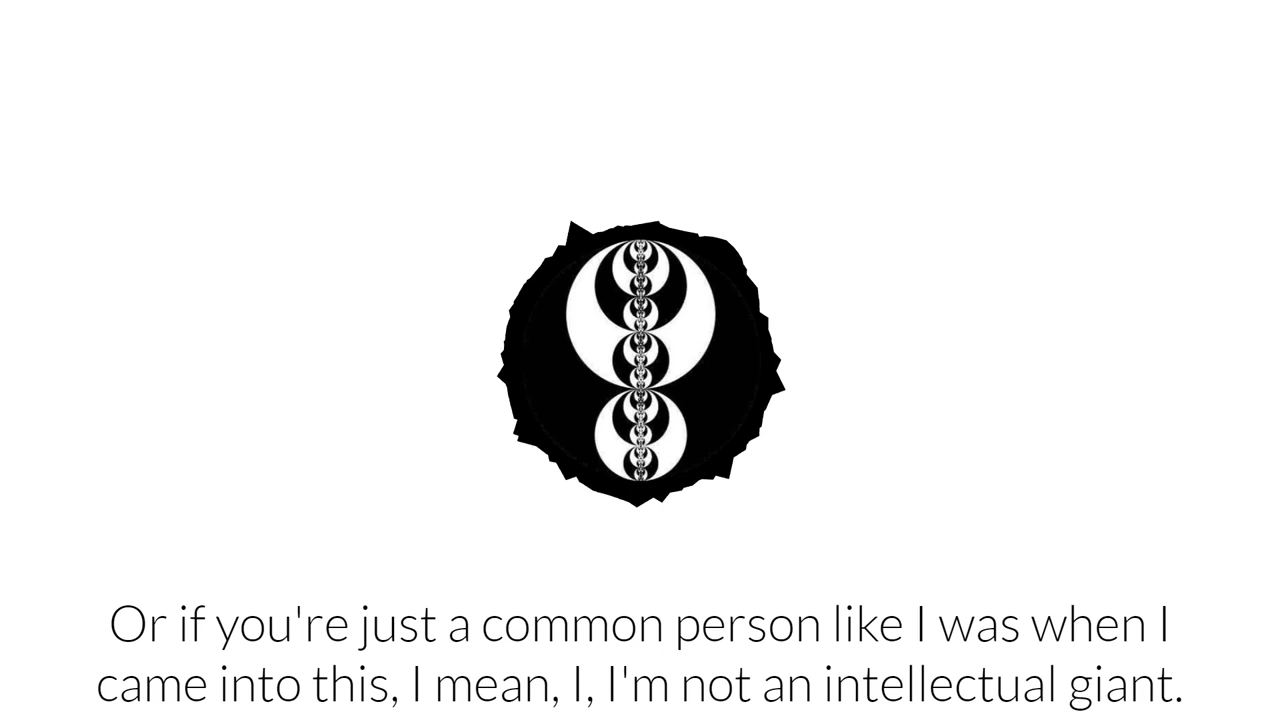 Or if you're just a common person like I was when I
came into this, I mean, I, I'm not an intellectual giant.